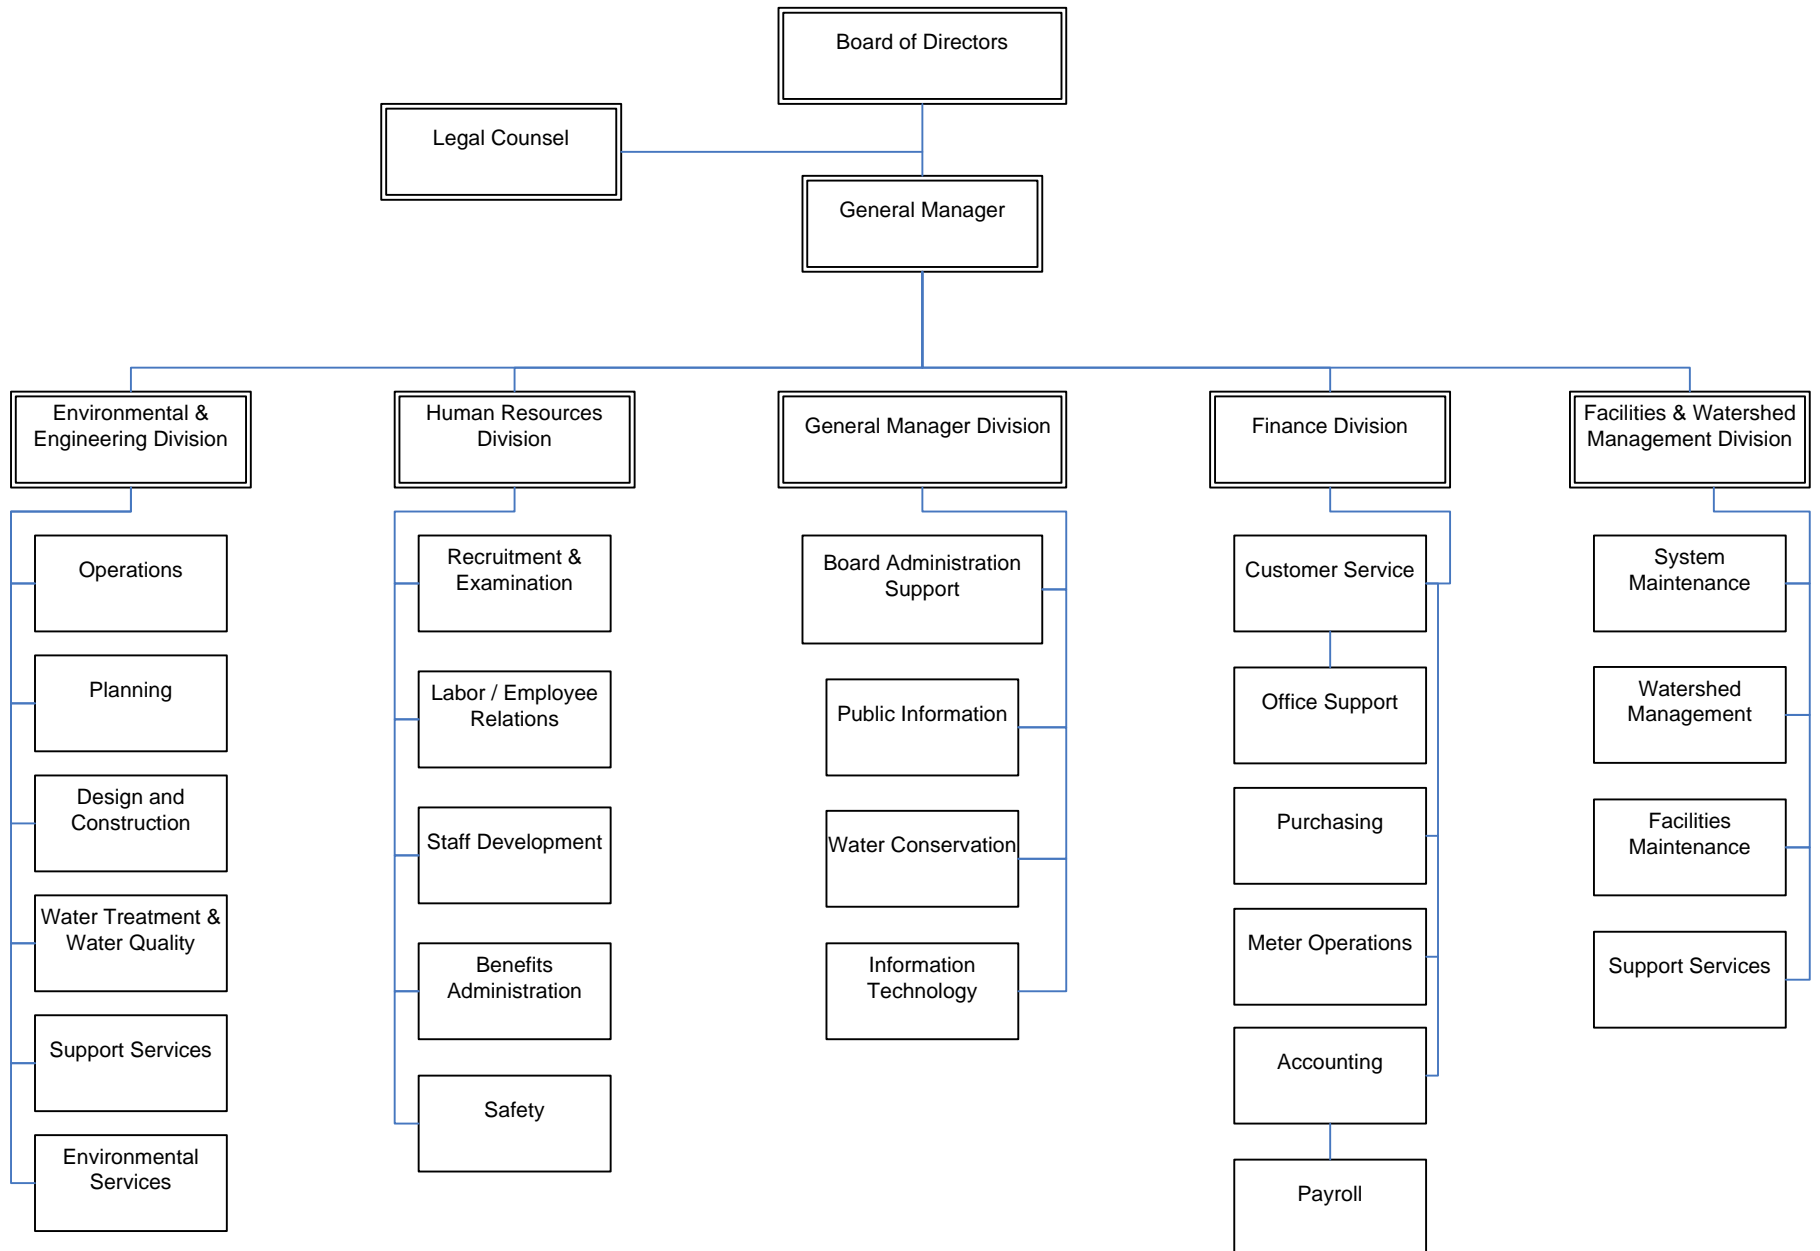 Board of Directors
Legal Counsel
General Manager
Environmental &
Engineering Division
Human Resources
Division
General Manager Division
Finance Division
Facilities & Watershed
Management Division
Operations
Planning
Design and
Construction
Water Treatment &
Water Quality
Support Services
Environmental
Services
Recruitment &
Examination
Labor / Employee
Relations
Staff Development
Benefits
Administration
Safety
Board Administration
Support
Public Information
Water Conservation
Information
Technology
Customer Service
Office Support
Purchasing
Meter Operations
Accounting
Payroll
System
Maintenance
Watershed
Management
Facilities
Maintenance
Support Services